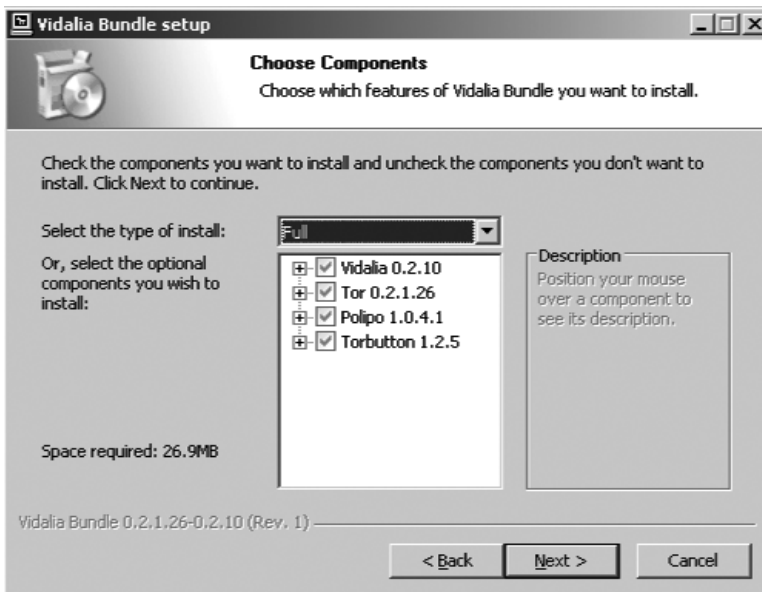 Vidalia Bundle setup
Choose Components
Choose which features of Vidalia Bundle you want to install.
Check the components you want to install and uncheck the components you don't want to
install. Click Next to continue.
Select the type of install:
Full
Or, select the optional
components you wish to
install:
Vidalia 0.2.10
Tor 0.2.1.26
Polipo 1.0.4.1
Torbutton 1.2.5
Description
Position your mouse
over a component to
see its description.
Space required: 26.9MB
Vidalia Bundle 0.2.1.26-0.2.10 (Rev. 1)
< Back
Next >
Cancel